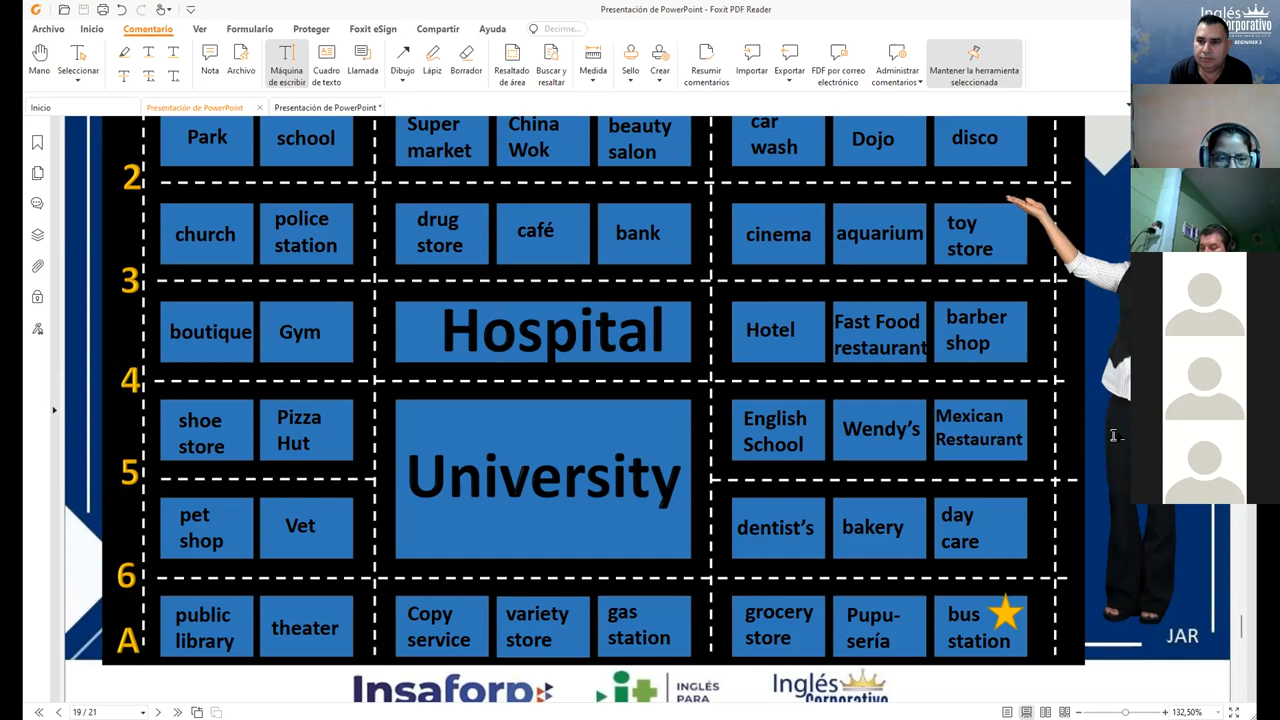 Presentación de PowerPoint - Foxit PDF Reader
Archivo Inicio Comentario Ver Formulario Proteger Foxit eSign Compartir Ayuda Decirme...
Mano
Seleccionar
Nota
Archivo
Máquina de escribir
Cuadro de texto
Llamada
Dibujo
Lápiz
Borrador
Resaltado de área
Buscar y resaltar
Medida
Sello
Crear
Resumir comentarios
Importar
Exportar
PDF por correo electrónico
Administrar comentarios
Mantener la herramienta seleccionada
Inicio
Presentación de PowerPoint
Presentación de PowerPoint *
Park
school
Super market
China Wok
beauty salon
car wash
Dojo
disco
2
church
police station
drug store
café
bank
cinema
aquarium
toy store
3
boutique
Gym
Hospital
Hotel
Fast Food restaurant
barber shop
4
shoe store
Pizza Hut
University
English School
Wendy's
Mexican Restaurant
5
pet shop
Vet
dentist's
bakery
day care
6
public library
theater
Copy service
variety store
gas station
grocery store
Pupu-sería
bus station
A
JAR
Insaforp
it
INGLÉS
PARA
Inglés
Corporativo
Inglés
Corporativo
BEGINNER 2
19 / 21
132,50%